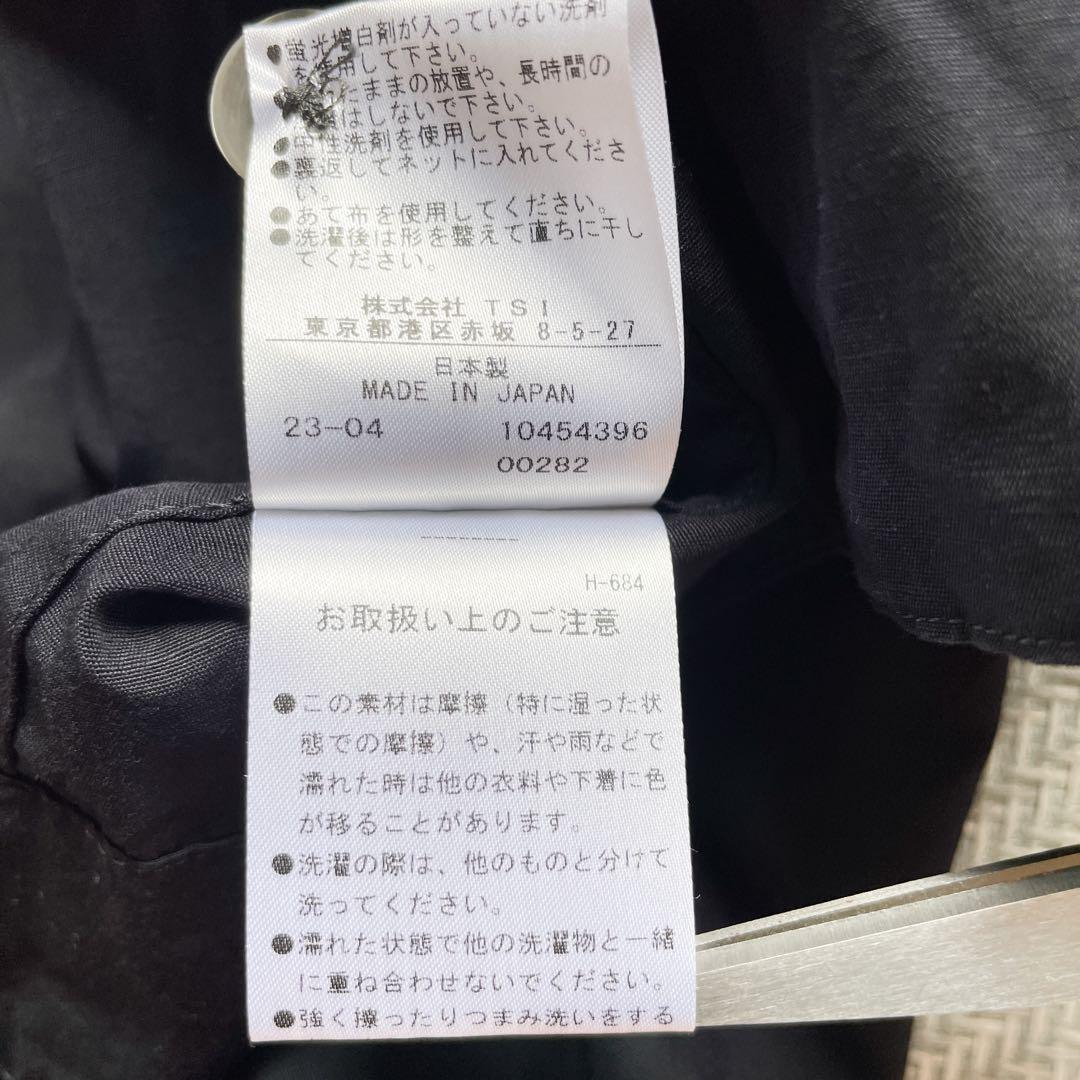 蛍光増白剤が入っていない洗剤
用して下さい。
たままの放置や、長時間の
はしないで下さい。
●中性洗剤を使用して下さい。
●裏返してネットに入れてくださ
い。
●あて布を使用してください。
●洗濯後は形を整えて直ちに干し
てください。
株式会社 TSI
東京都港区赤坂 8-5-27
日本製
MADE IN JAPAN
23-04 10454396
00282
--------
H-684
お取扱い上のご注意
●この素材は摩擦（特に湿った状
態での摩擦）や、汗や雨などで
濡れた時は他の衣料や下着に色
が移ることがあります。
●洗濯の際は、他のものと分けて
洗ってください。
●濡れた状態で他の洗濯物と一緒
に重ね合わせないでください。
●強く擦ったりつまみ洗いをする